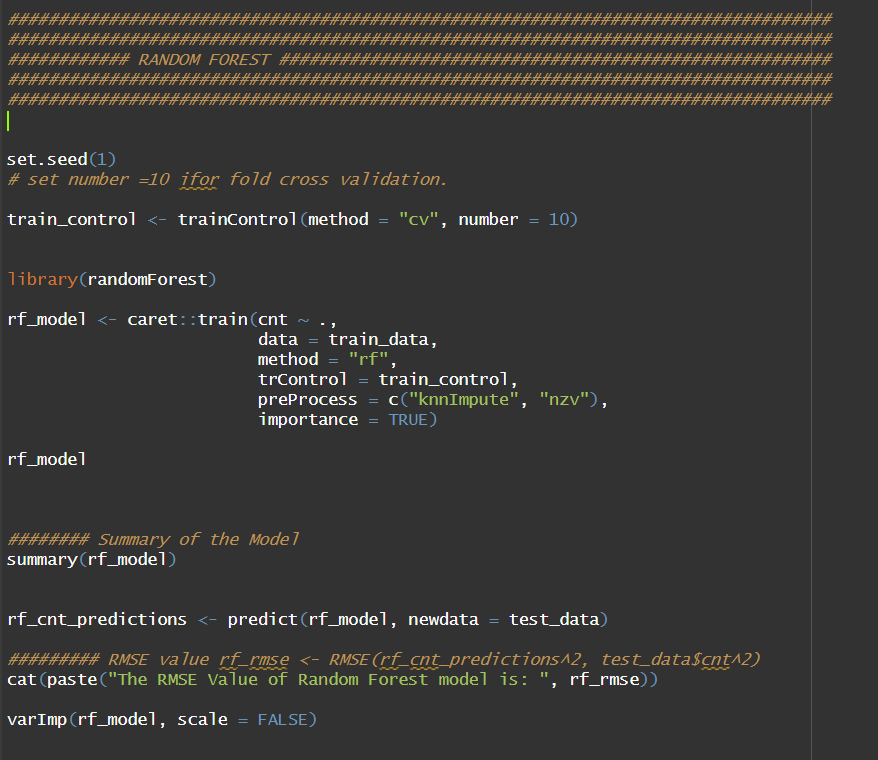 ##################################################################################
##################################################################################
############ RANDOM FOREST #######################################################
##################################################################################
##################################################################################
set.seed(1)
# set number =10 ifor fold cross validation.
train_control <- trainControl(method = "cv", number = 10)
library(randomForest)
rf_model <- caret::train(cnt ~ .,
data = train_data,
method = "rf",
trControl = train_control,
preProcess = c("knnImpute", "nzv"),
importance = TRUE)
rf_model
######## Summary of the Model
summary(rf_model)
rf_cnt_predictions <- predict(rf_model, newdata = test_data)
######### RMSE value rf_rmse <- RMSE(rf_cnt_predictions^2, test_data$cnt^2)
cat(paste("The RMSE Value of Random Forest model is: ", rf_rmse))
varImp(rf_model, scale = FALSE)